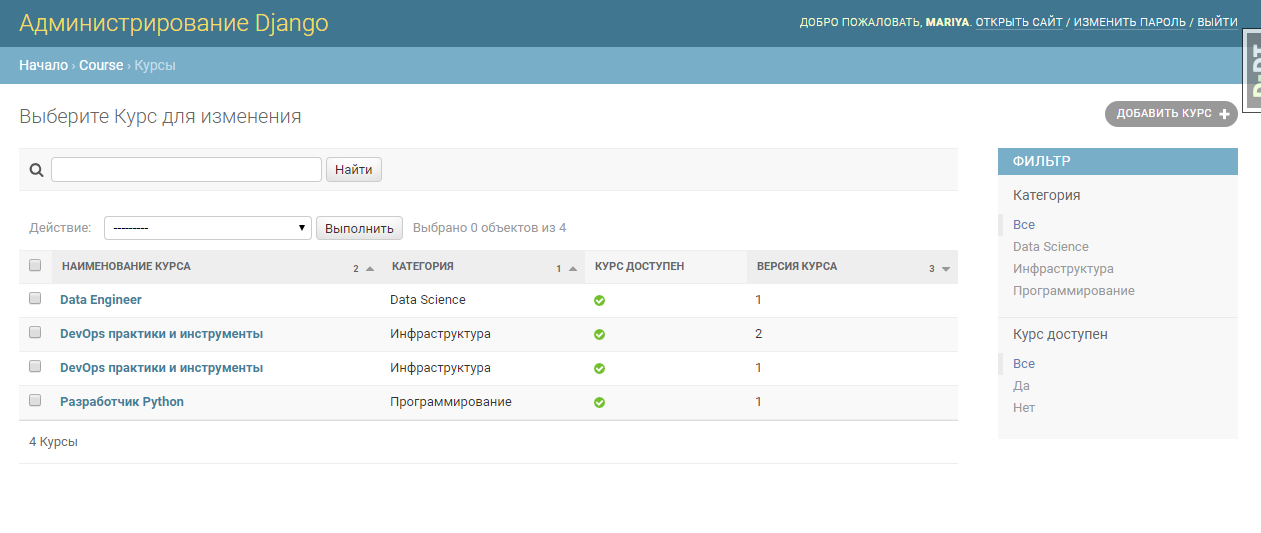 Администрирование Django
ДОБРО ПОЖАЛОВАТЬ, MARIYA. ОТКРЫТЬ САЙТ / ИЗМЕНИТЬ ПАРОЛЬ / ВЫЙТИ
Начало › Course › Курсы
DjDT
Выберите Курс для изменения
ДОБАВИТЬ КУРС +
Найти
Действие: --------- Выполнить Выбрано 0 объектов из 4
НАИМЕНОВАНИЕ КУРСА 2 КАТЕГОРИЯ 1 КУРС ДОСТУПЕН ВЕРСИЯ КУРСА 3
Data Engineer Data Science 1
DevOps практики и инструменты Инфраструктура 2
DevOps практики и инструменты Инфраструктура 1
Разработчик Python Программирование 1
4 Курсы
ФИЛЬТР
Категория
Все
Data Science
Инфраструктура
Программирование
Курс доступен
Все
Да
Нет